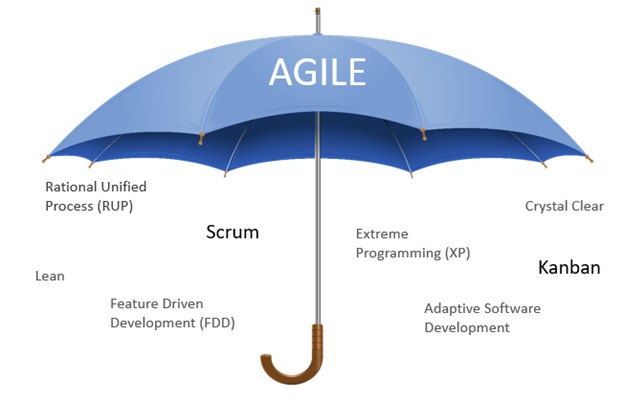 AGILE
Rational Unified
Process (RUP)
Crystal Clear
Scrum
Extreme
Programming (XP)
Kanban
Lean
Feature Driven
Development (FDD)
Adaptive Software
Development